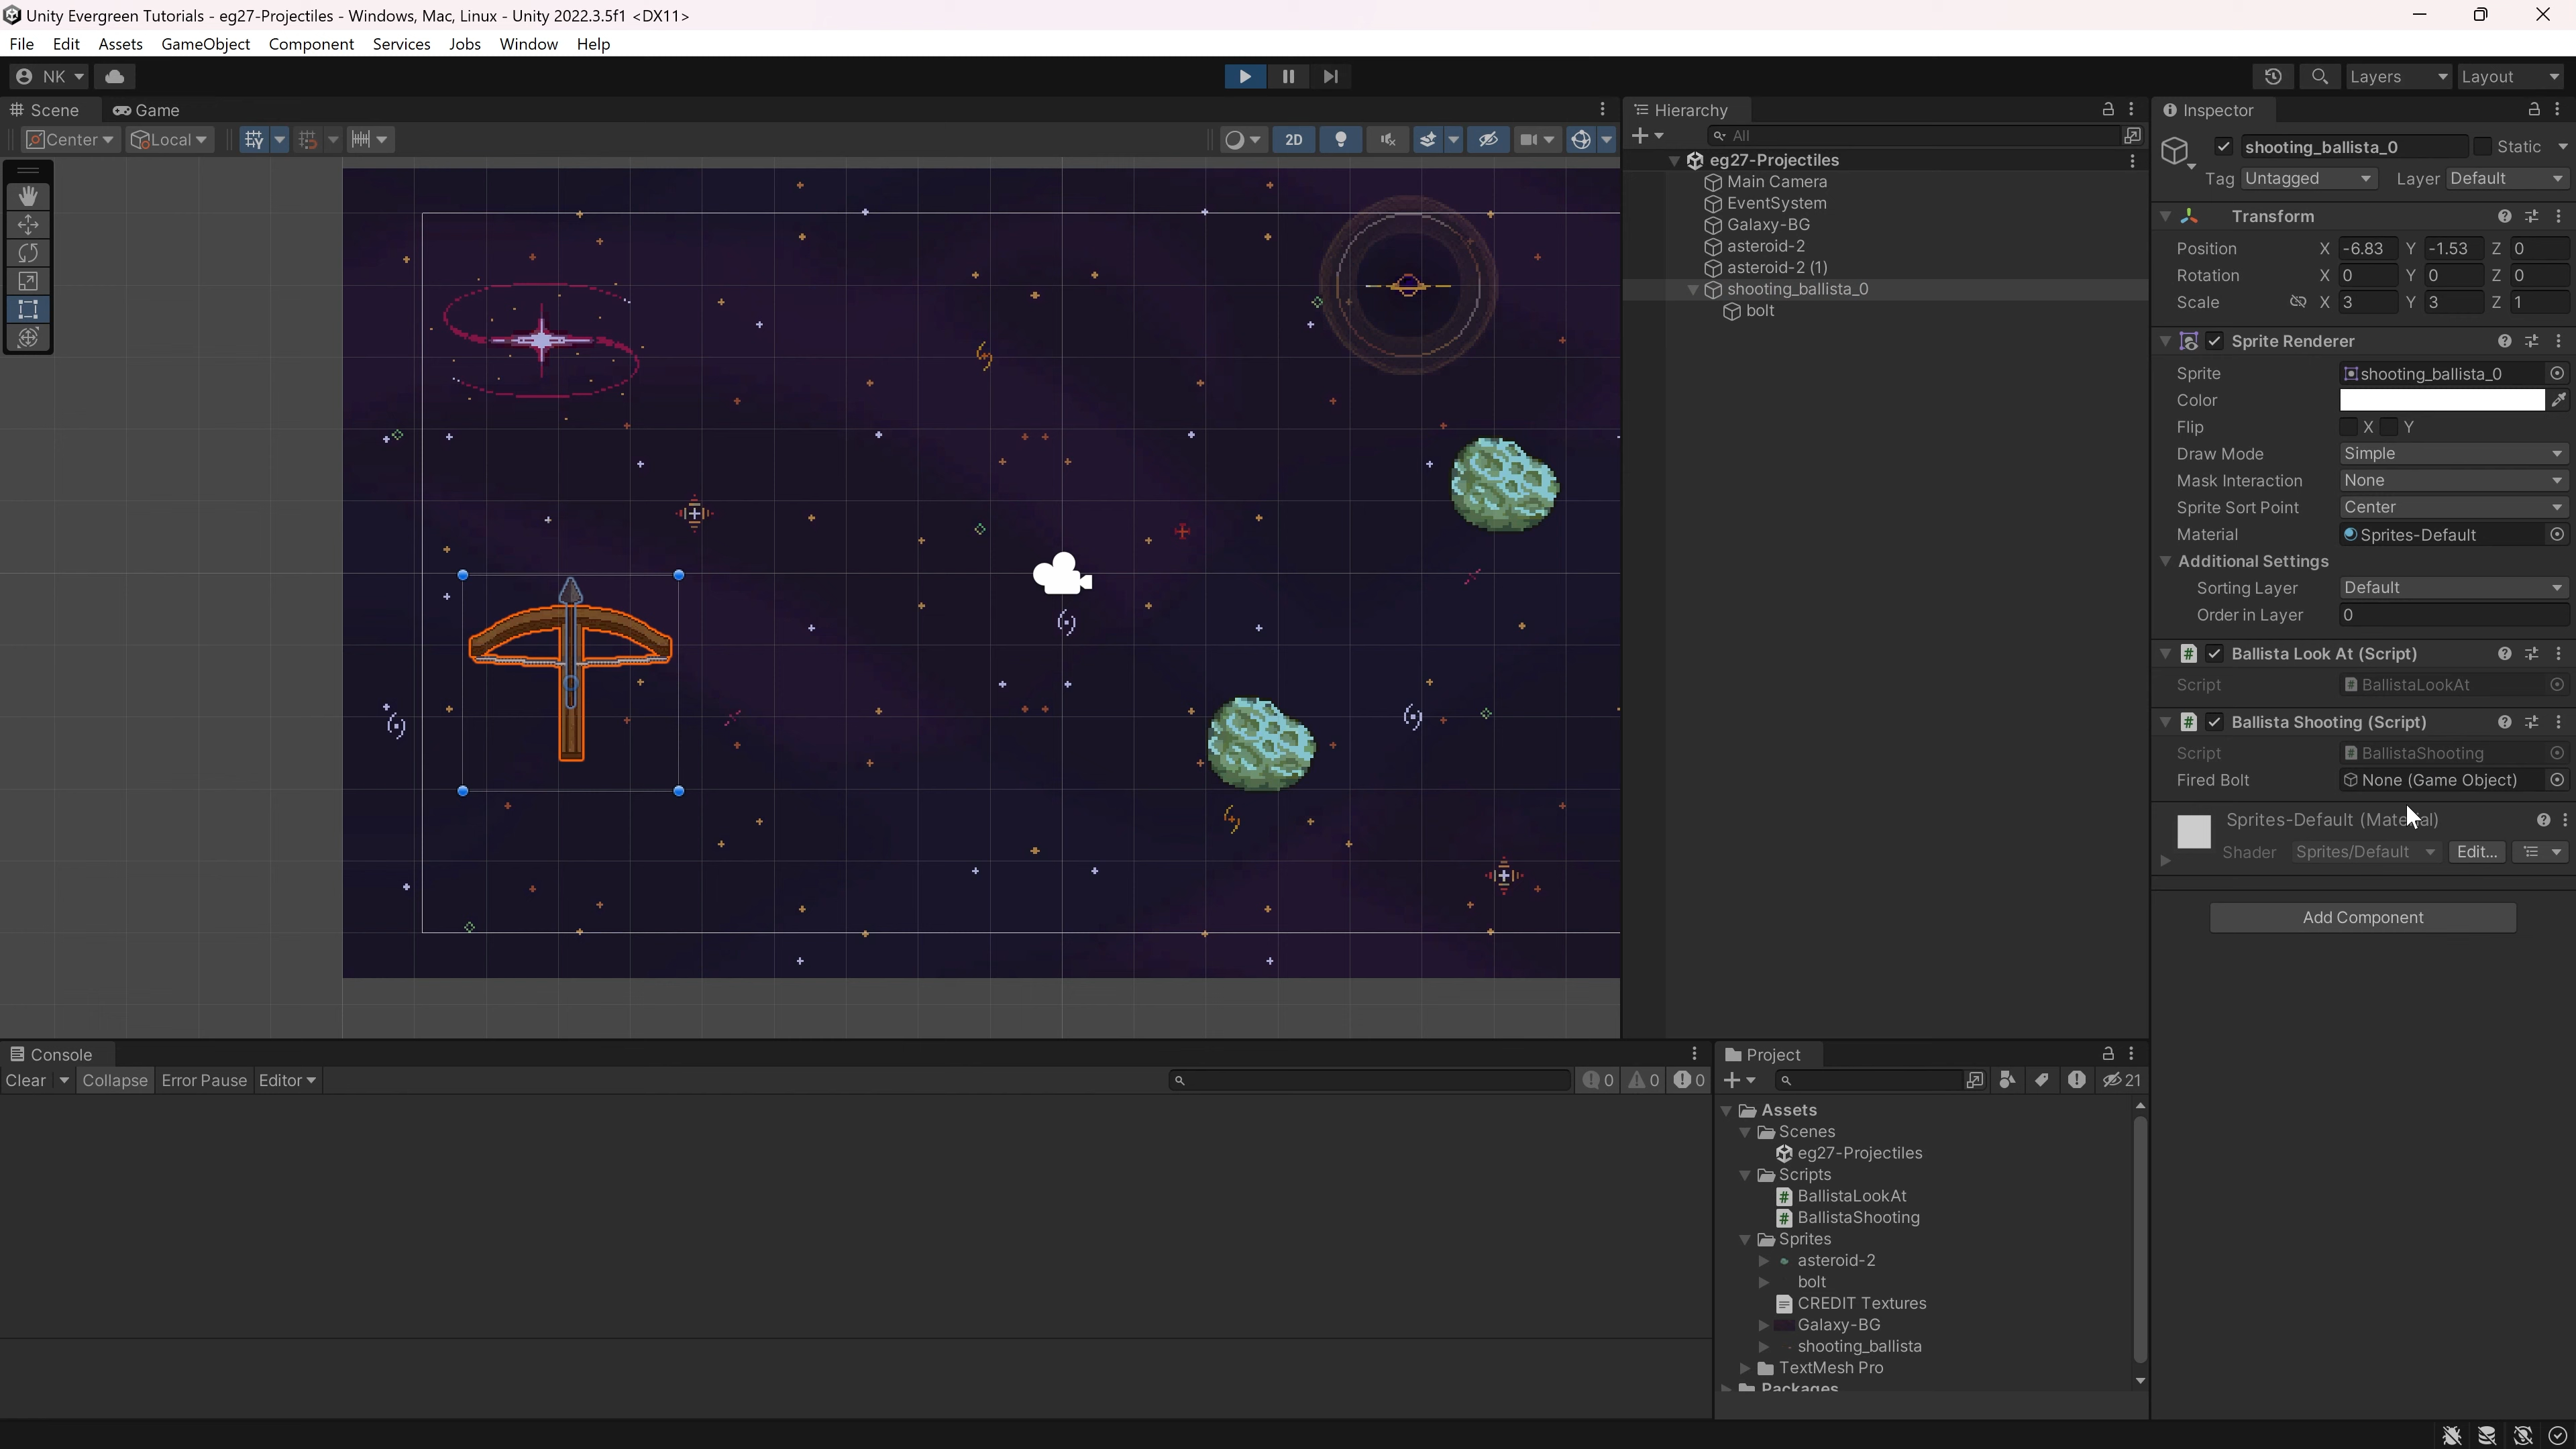 Unity Evergreen Tutorials - eg27-Projectiles - Windows, Mac, Linux - Unity 2022.3.5f1 <DX11>
File Edit Assets GameObject Component Services Jobs Window Help
NK Layers Layout
Scene Game
Center Local 2D
Hierarchy
All
eg27-Projectiles
Main Camera
EventSystem
Galaxy-BG
asteroid-2
asteroid-2 (1)
shooting_ballista_0
bolt
Inspector
shooting_ballista_0 Static
Tag Untagged Layer Default
Transform
Position X -6.83 Y -1.53 Z 0
Rotation X 0 Y 0 Z 0
Scale X 3 Y 3 Z 1
Sprite Renderer
Sprite shooting_ballista_0
Color
Flip X Y
Draw Mode Simple
Mask Interaction None
Sprite Sort Point Center
Material Sprites-Default
Additional Settings
Sorting Layer Default
Order in Layer 0
# Ballista Look At (Script)
Script BallistaLookAt
# Ballista Shooting (Script)
Script BallistaShooting
Fired Bolt None (Game Object)
Sprites-Default (Material)
Shader Sprites/Default Edit...
Add Component
Console
Clear Collapse Error Pause Editor 0 0 0
Project
21
Assets
Scenes
eg27-Projectiles
Scripts
# BallistaLookAt
# BallistaShooting
Sprites
asteroid-2
bolt
CREDIT Textures
Galaxy-BG
shooting_ballista
TextMesh Pro
Packages